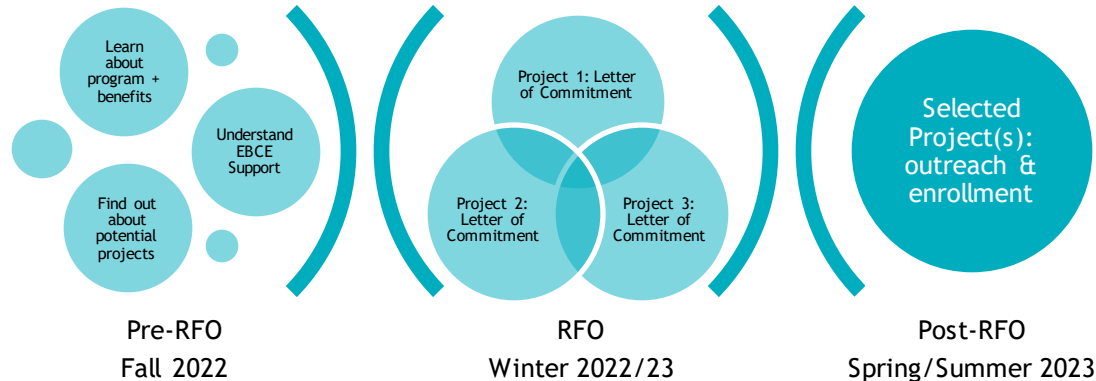 Learn
about
program +
benefits
Understand
EBCE
Support
Find out
about
potential
projects
Project 1: Letter
of Commitment
Project 2:
Letter of
Commitment
Project 3:
Letter of
Commitment
Selected
Project(s):
outreach &
enrollment
Pre-RFO
Fall 2022
RFO
Winter 2022/23
Post-RFO
Spring/Summer 2023